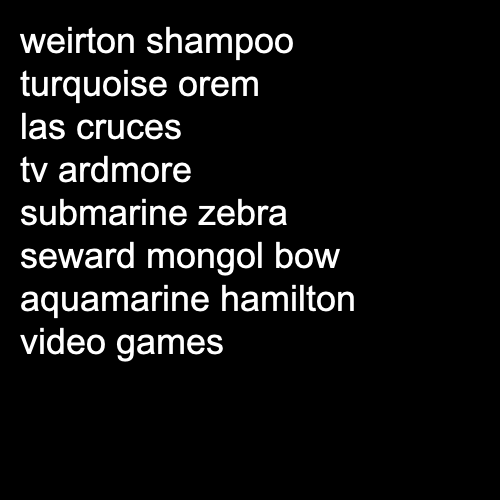 weirton shampoo
turquoise orem
las cruces
tv ardmore
submarine zebra
seward mongol bow
aquamarine hamilton
video games